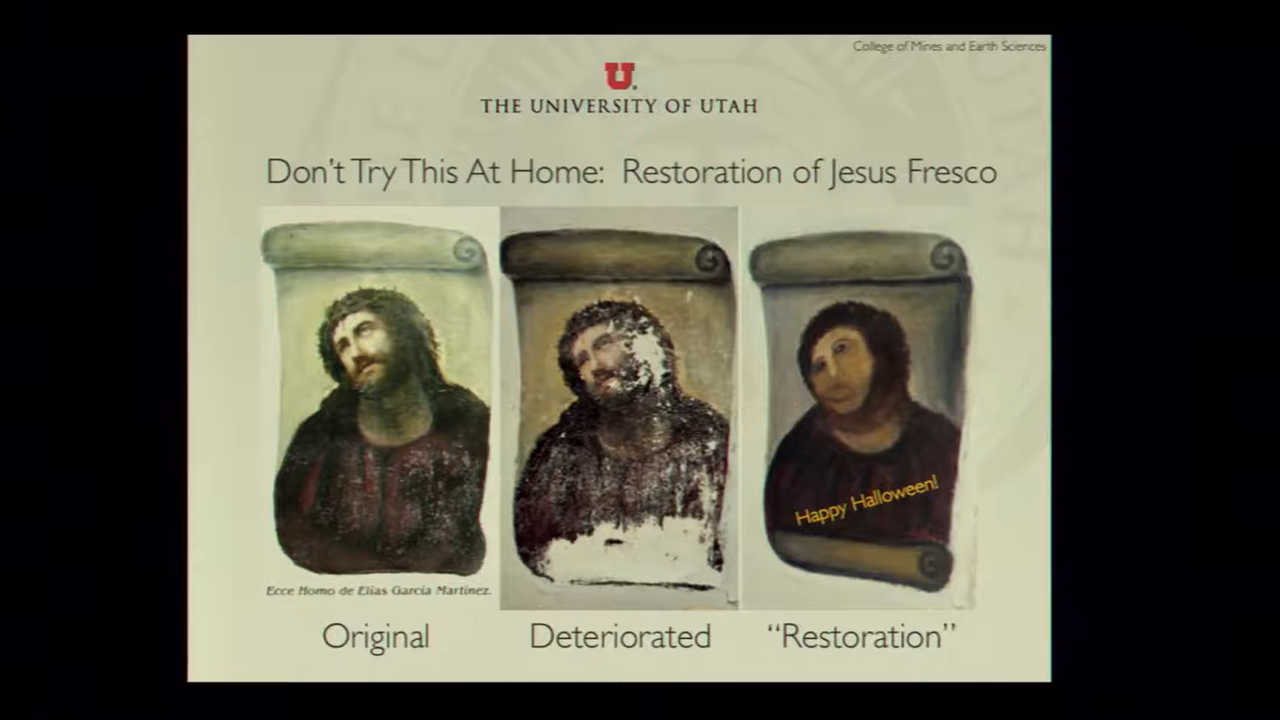 College of Mines and Earth Sciences
U
THE UNIVERSITY OF UTAH
Don't Try This At Home: Restoration of Jesus Fresco
Happy Halloween!
Ecce Homo de Elías García Martínez.
Original
Deteriorated
“Restoration”